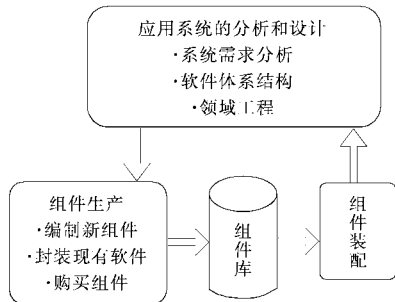 应用系统的分析和设计
·系统需求分析
·软件体系结构
·领域工程
组件生产
·编制新组件
·封装现有软件
·购买组件
组件库
组件装配